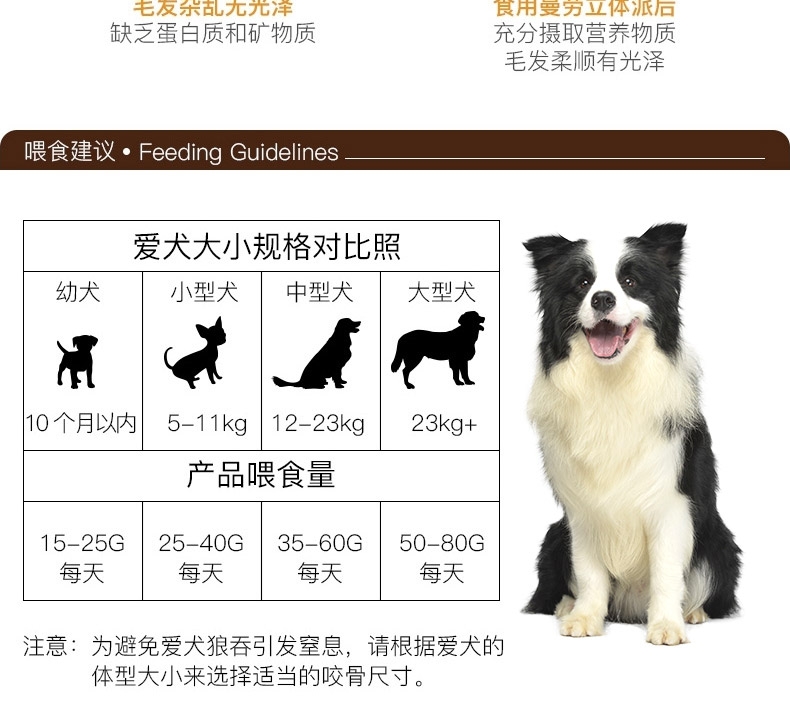 毛发杂乱无光泽
缺乏蛋白质和矿物质
食用曼劳立体派后
充分摄取营养物质
毛发柔顺有光泽
喂食建议 • Feeding Guidelines
爱犬大小规格对比照
幼犬 小型犬 中型犬 大型犬
10 个月以内 5-11kg 12-23kg 23kg+
产品喂食量
15-25G 25-40G 35-60G 50-80G
每天 每天 每天 每天
注意：为避免爱犬狼吞引发窒息，请根据爱犬的
体型大小来选择适当的咬骨尺寸。